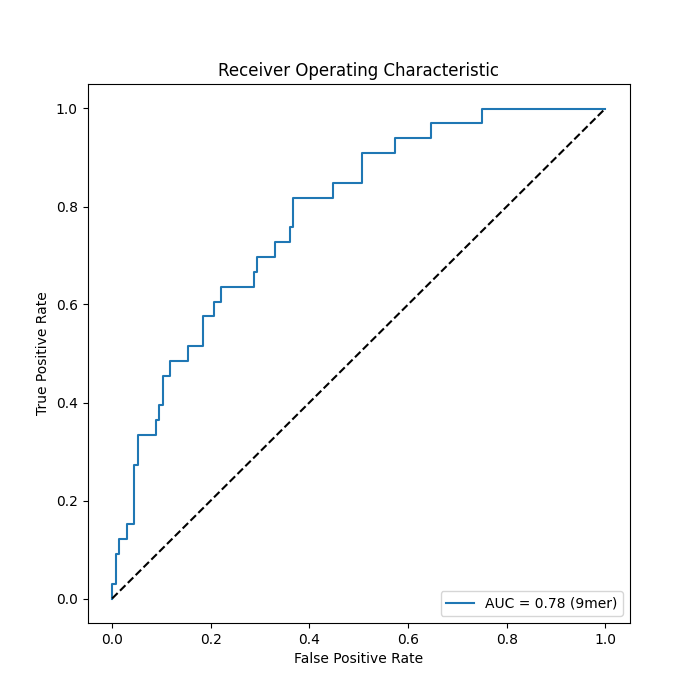 Receiver Operating Characteristic
1.0
0.8
0.6
0.4
0.2
0.0
True Positive Rate
AUC = 0.78 (9mer)
0.0 0.2 0.4 0.6 0.8 1.0
False Positive Rate